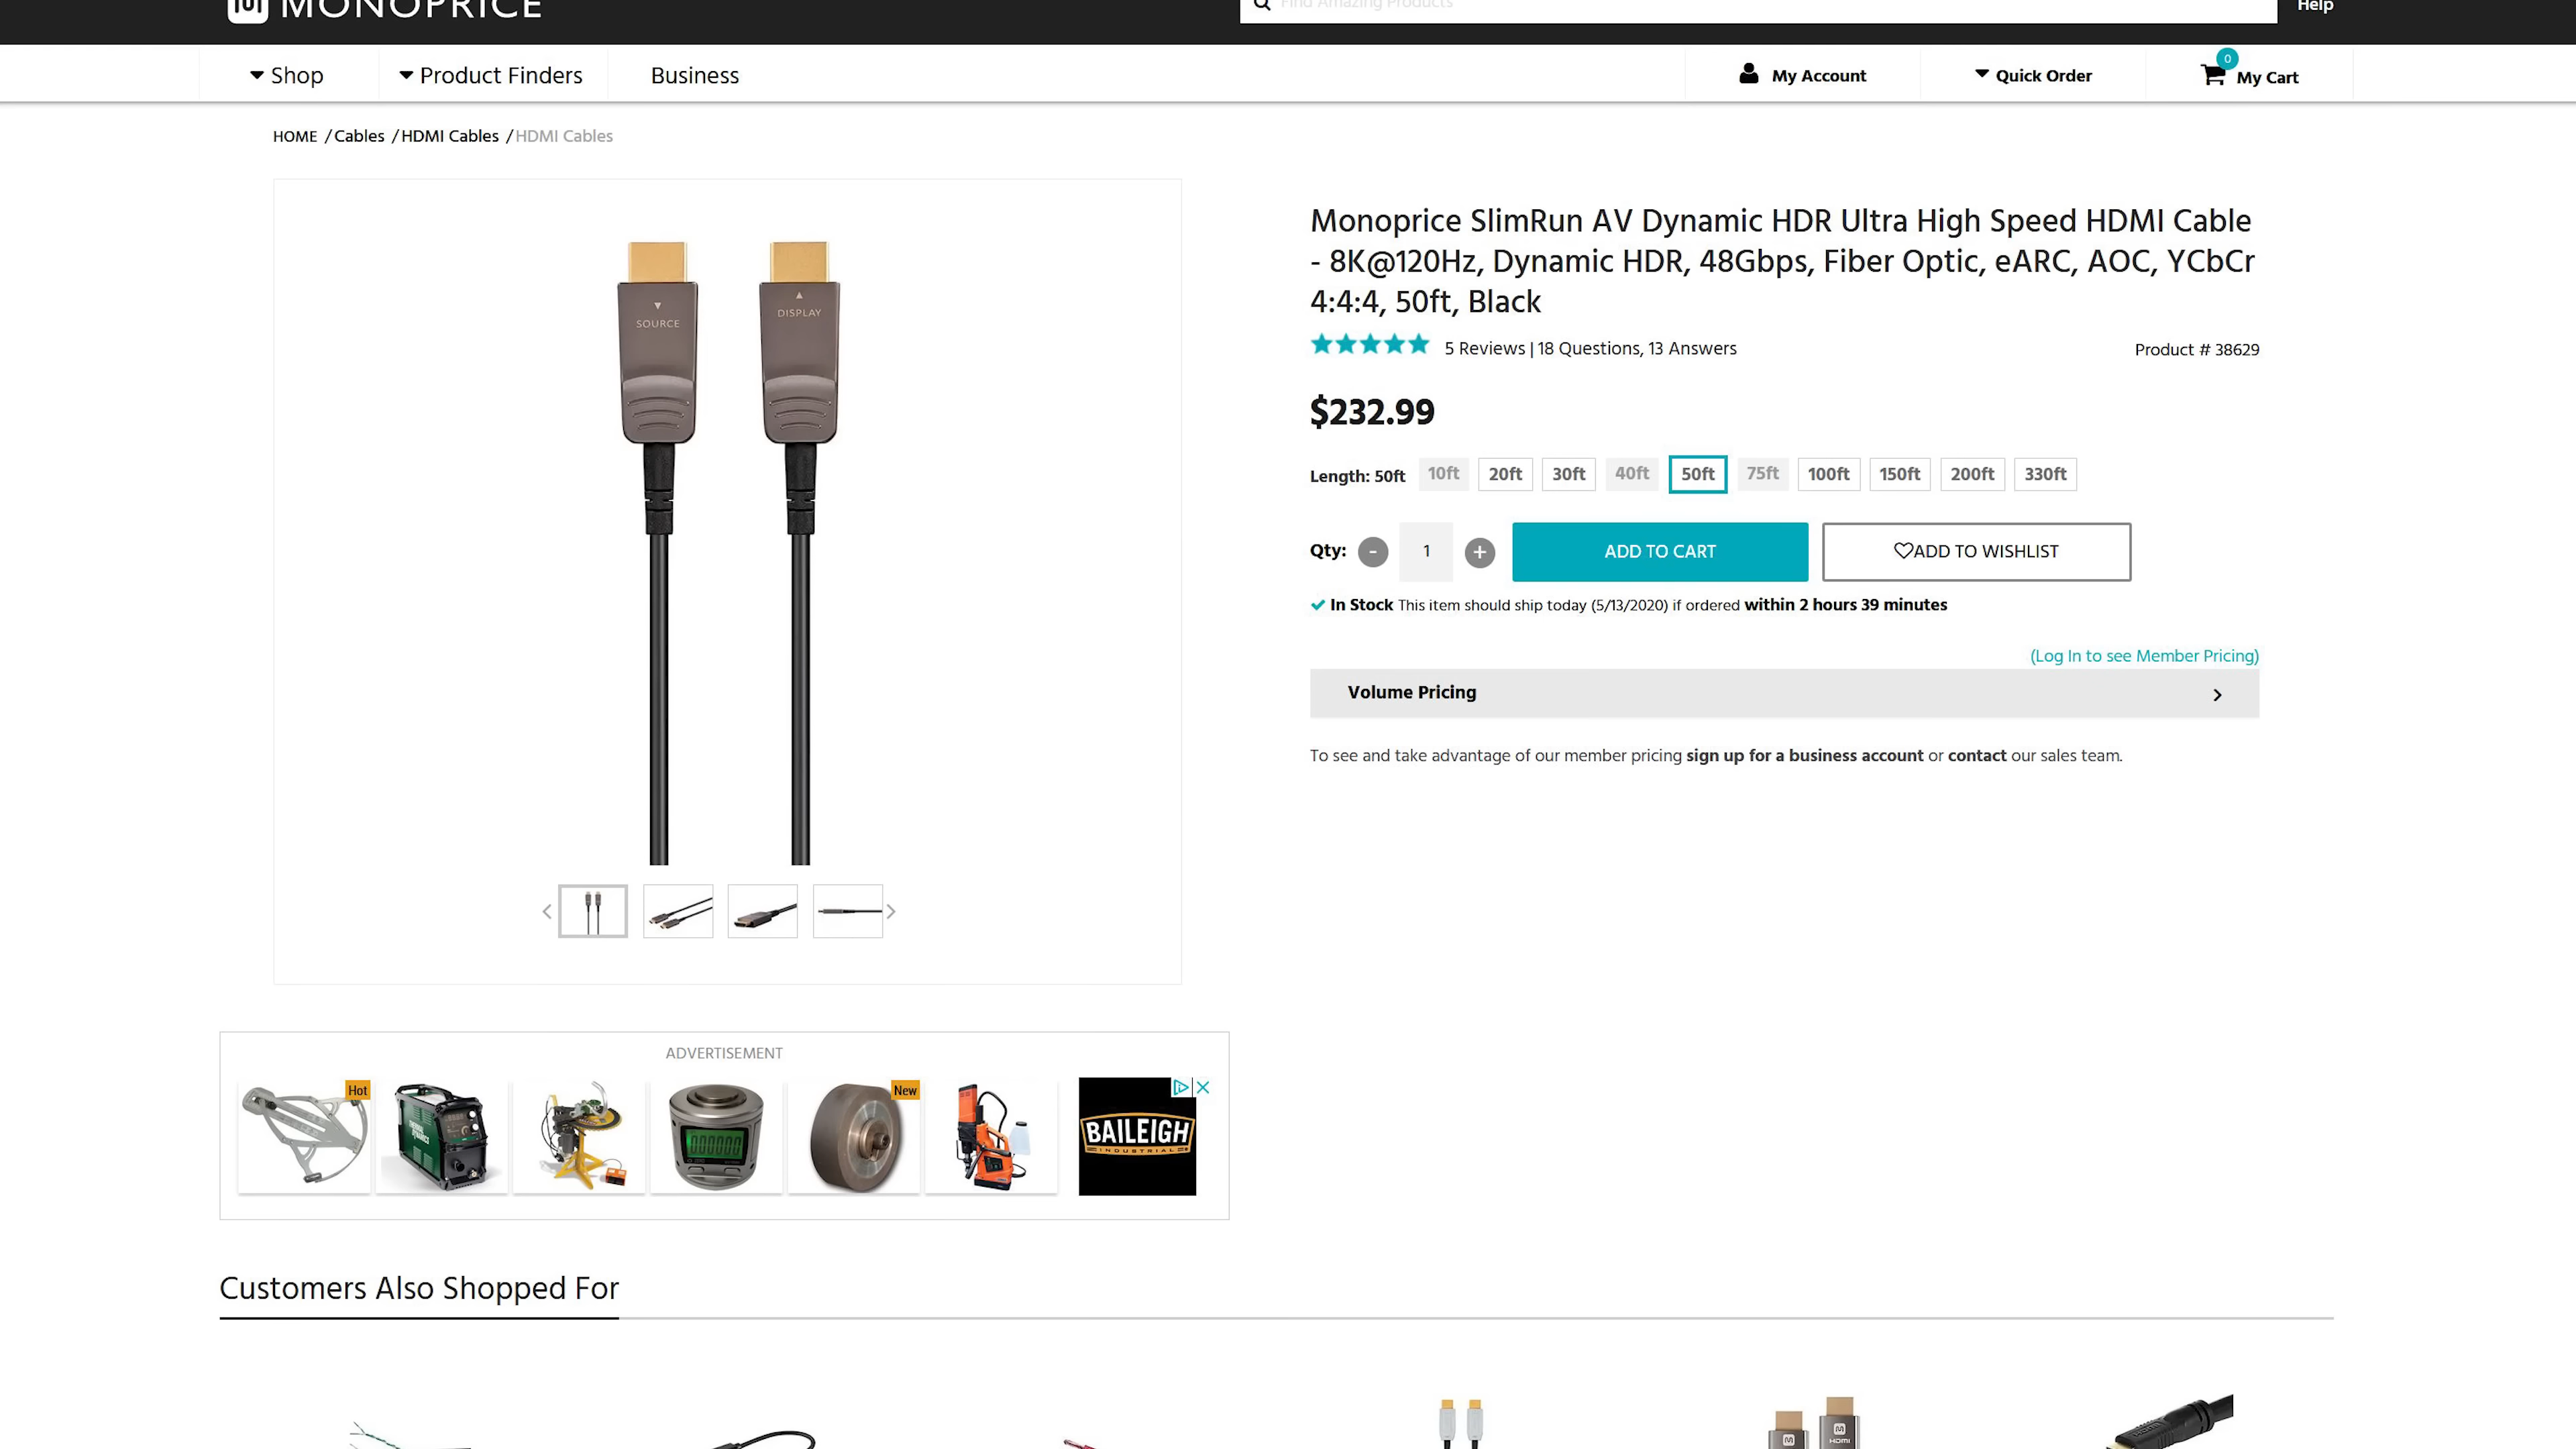 MONOPRICE
Find Amazing Products
Help
Shop
Product Finders
Business
My Account
Quick Order
0
My Cart
HOME / Cables / HDMI Cables / HDMI Cables
SOURCE
DISPLAY
Monoprice SlimRun AV Dynamic HDR Ultra High Speed HDMI Cable
- 8K@120Hz, Dynamic HDR, 48Gbps, Fiber Optic, eARC, AOC, YCbCr
4:4:4, 50ft, Black
5 Reviews | 18 Questions, 13 Answers
Product # 38629
$232.99
Length: 50ft 10ft 20ft 30ft 40ft 50ft 75ft 100ft 150ft 200ft 330ft
Qty: - 1 + ADD TO CART ADD TO WISHLIST
In Stock This item should ship today (5/13/2020) if ordered within 2 hours 39 minutes
(Log In to see Member Pricing)
Volume Pricing
To see and take advantage of our member pricing sign up for a business account or contact our sales team.
ADVERTISEMENT
Hot
New
000000
BAILEIGH
INDUSTRIAL
Customers Also Shopped For
HDMI